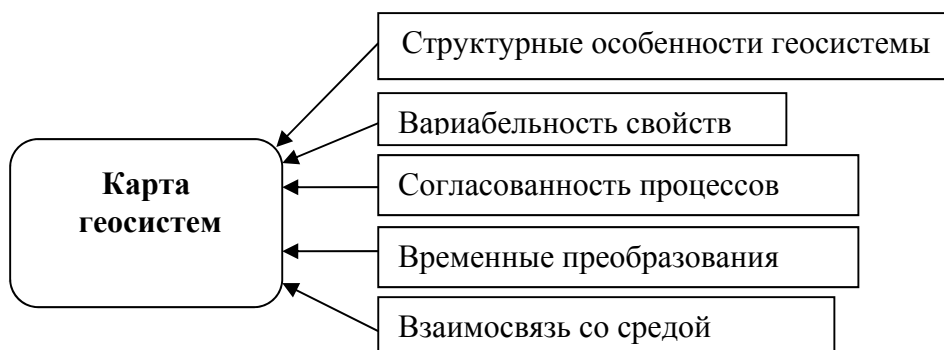 Структурные особенности геосистемы
Вариабельность свойств
Карта
геосистем
Согласованность процессов
Временные преобразования
Взаимосвязь со средой